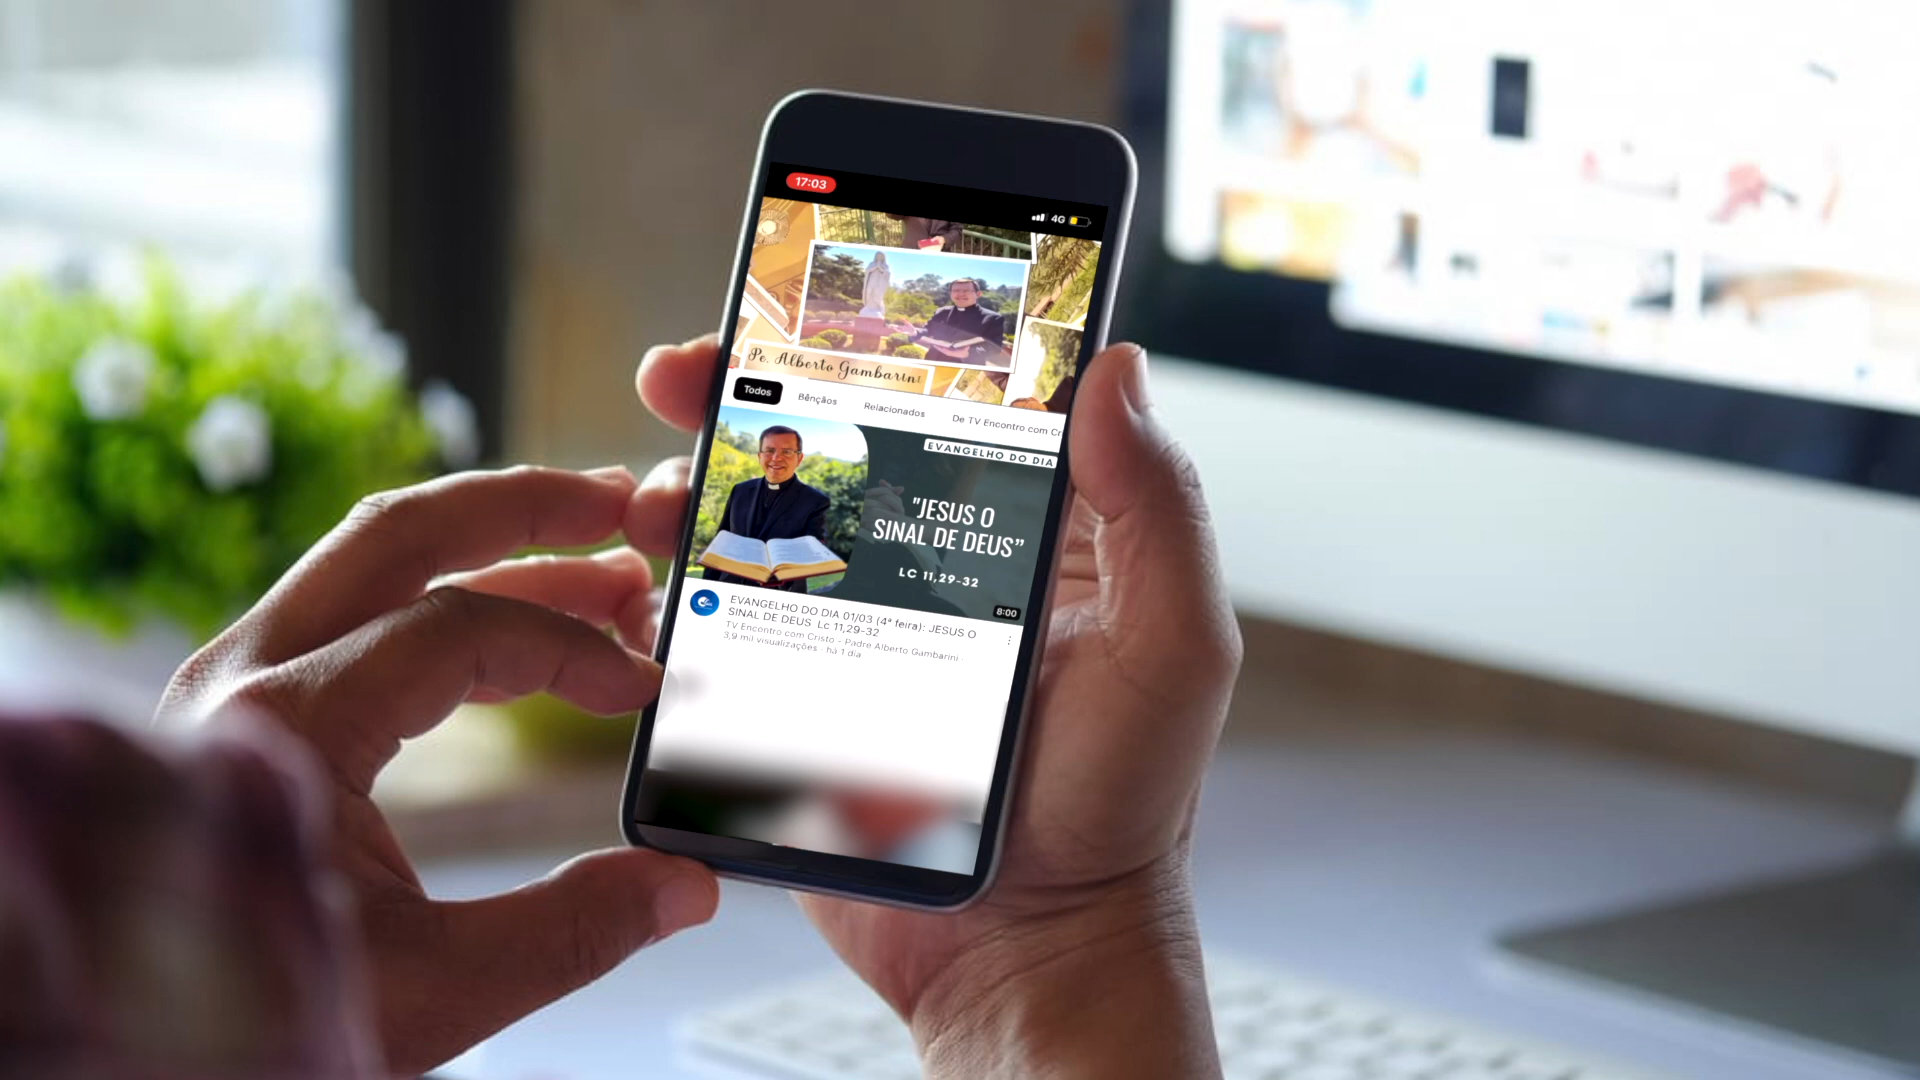 17:03
4G
Pe. Alberto Gambarini
Todos
Bênçãos
Relacionados
De TV Encontro com Cr
EVANGELHO DO DIA
"JESUS O
SINAL DE DEUS”
LC 11,29-32
8:00
EVANGELHO DO DIA 01/03 (4ª feira): JESUS O
SINAL DE DEUS Lc 11,29-32
TV Encontro com Cristo - Padre Alberto Gambarini ·
3,9 mil visualizações · há 1 dia